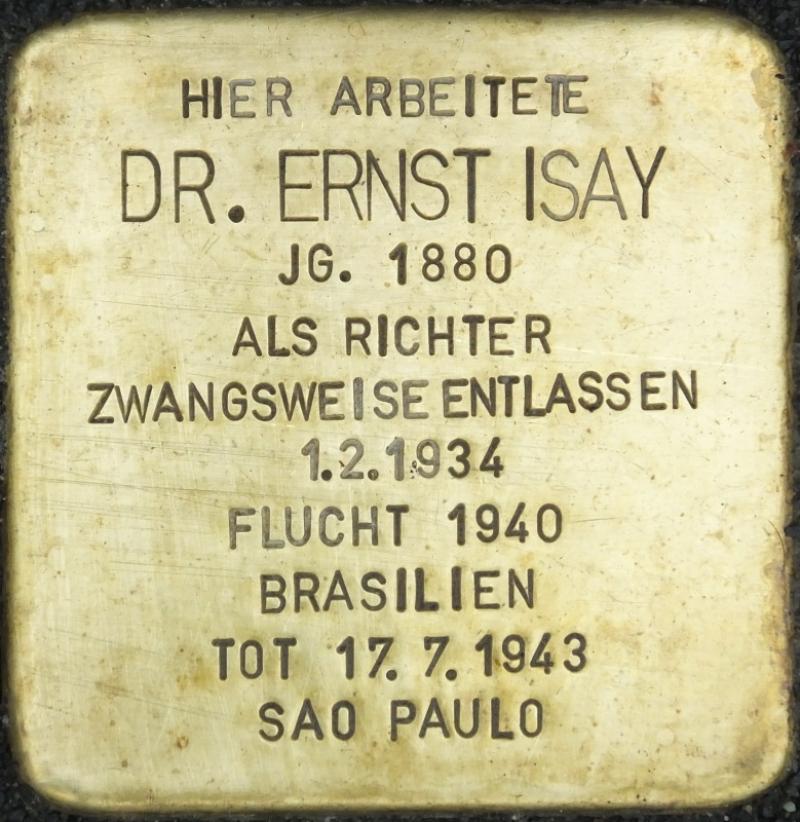 HIER ARBEITETE
DR. ERNST ISAY
JG. 1880
ALS RICHTER
ZWANGSWEISE ENTLASSEN
1.2.1934
FLUCHT 1940
BRASILIEN
TOT 17.7.1943
SAO PAULO